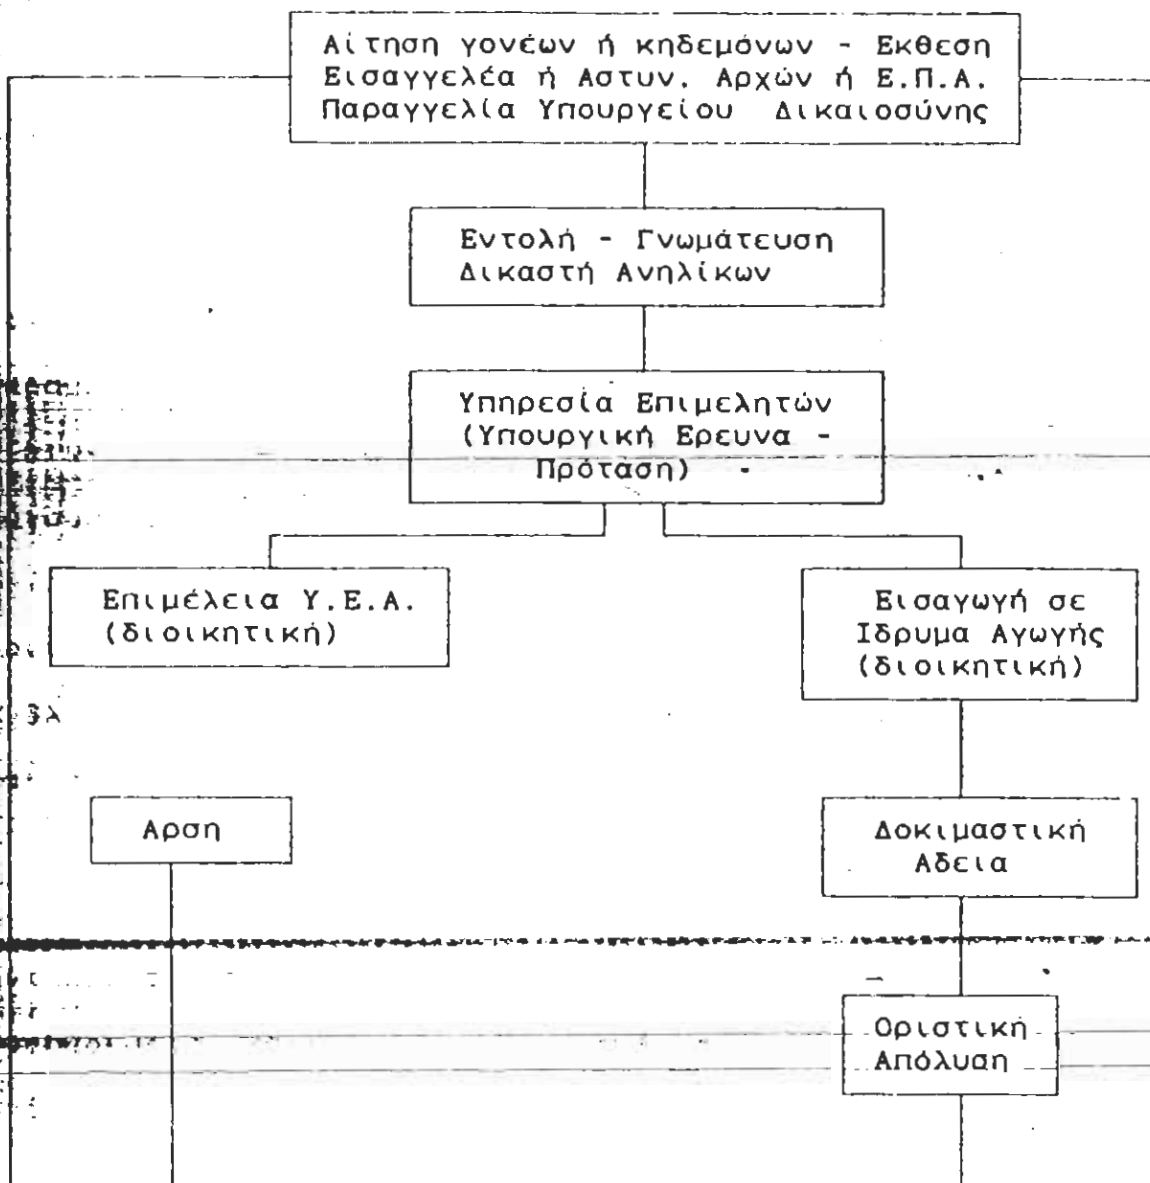 Αίτηση γονέων ή κηδεμόνων - Εκθεση
Εισαγγελέα ή Αστυν. Αρχών ή Ε.Π.Α.
Παραγγελία Υπουργείου Δικαιοσύνης
Εντολή - Γνωμάτευση
Δικαστή Ανηλίκων
Υπηρεσία Επιμελητών
(Υπουργική Ερευνα -
Πρόταση)
Επιμέλεια Υ.Ε.Α.
(διοικητική)
Εισαγωγή σε
Ιδρυμα Αγωγής
(διοικητική)
Αρση
Δοκιμαστική
Αδεια
Οριστική
Απόλυση